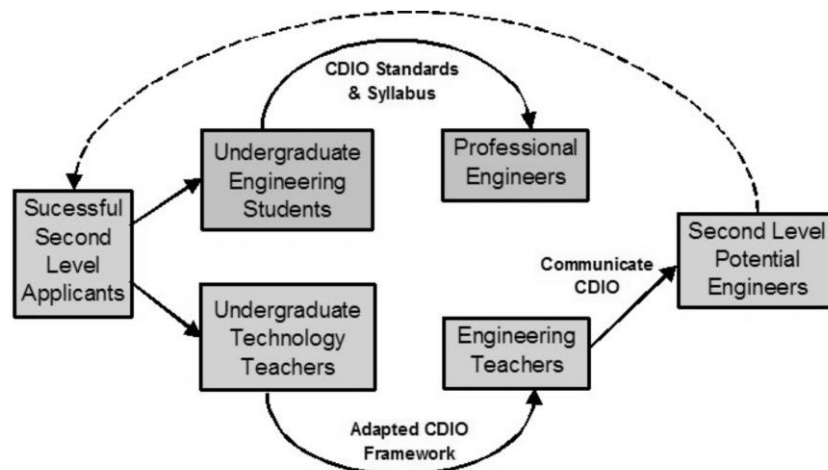 CDIO Standards
& Syllabus
Undergraduate
Engineering
Students
Professional
Engineers
Sucessful
Second
Level
Applicants
Second Level
Potential
Engineers
Communicate
CDIO
Undergraduate
Technology
Teachers
Engineering
Teachers
Adapted CDIO
Framework